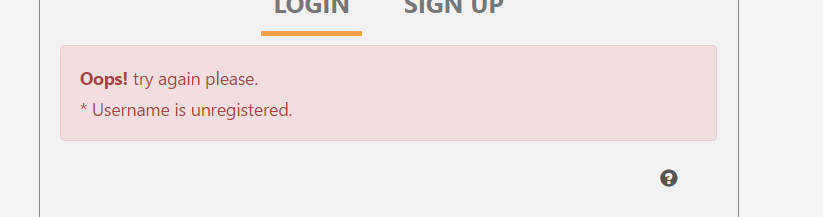 LOGIN SIGN UP
Oops! try again please.
* Username is unregistered.
?